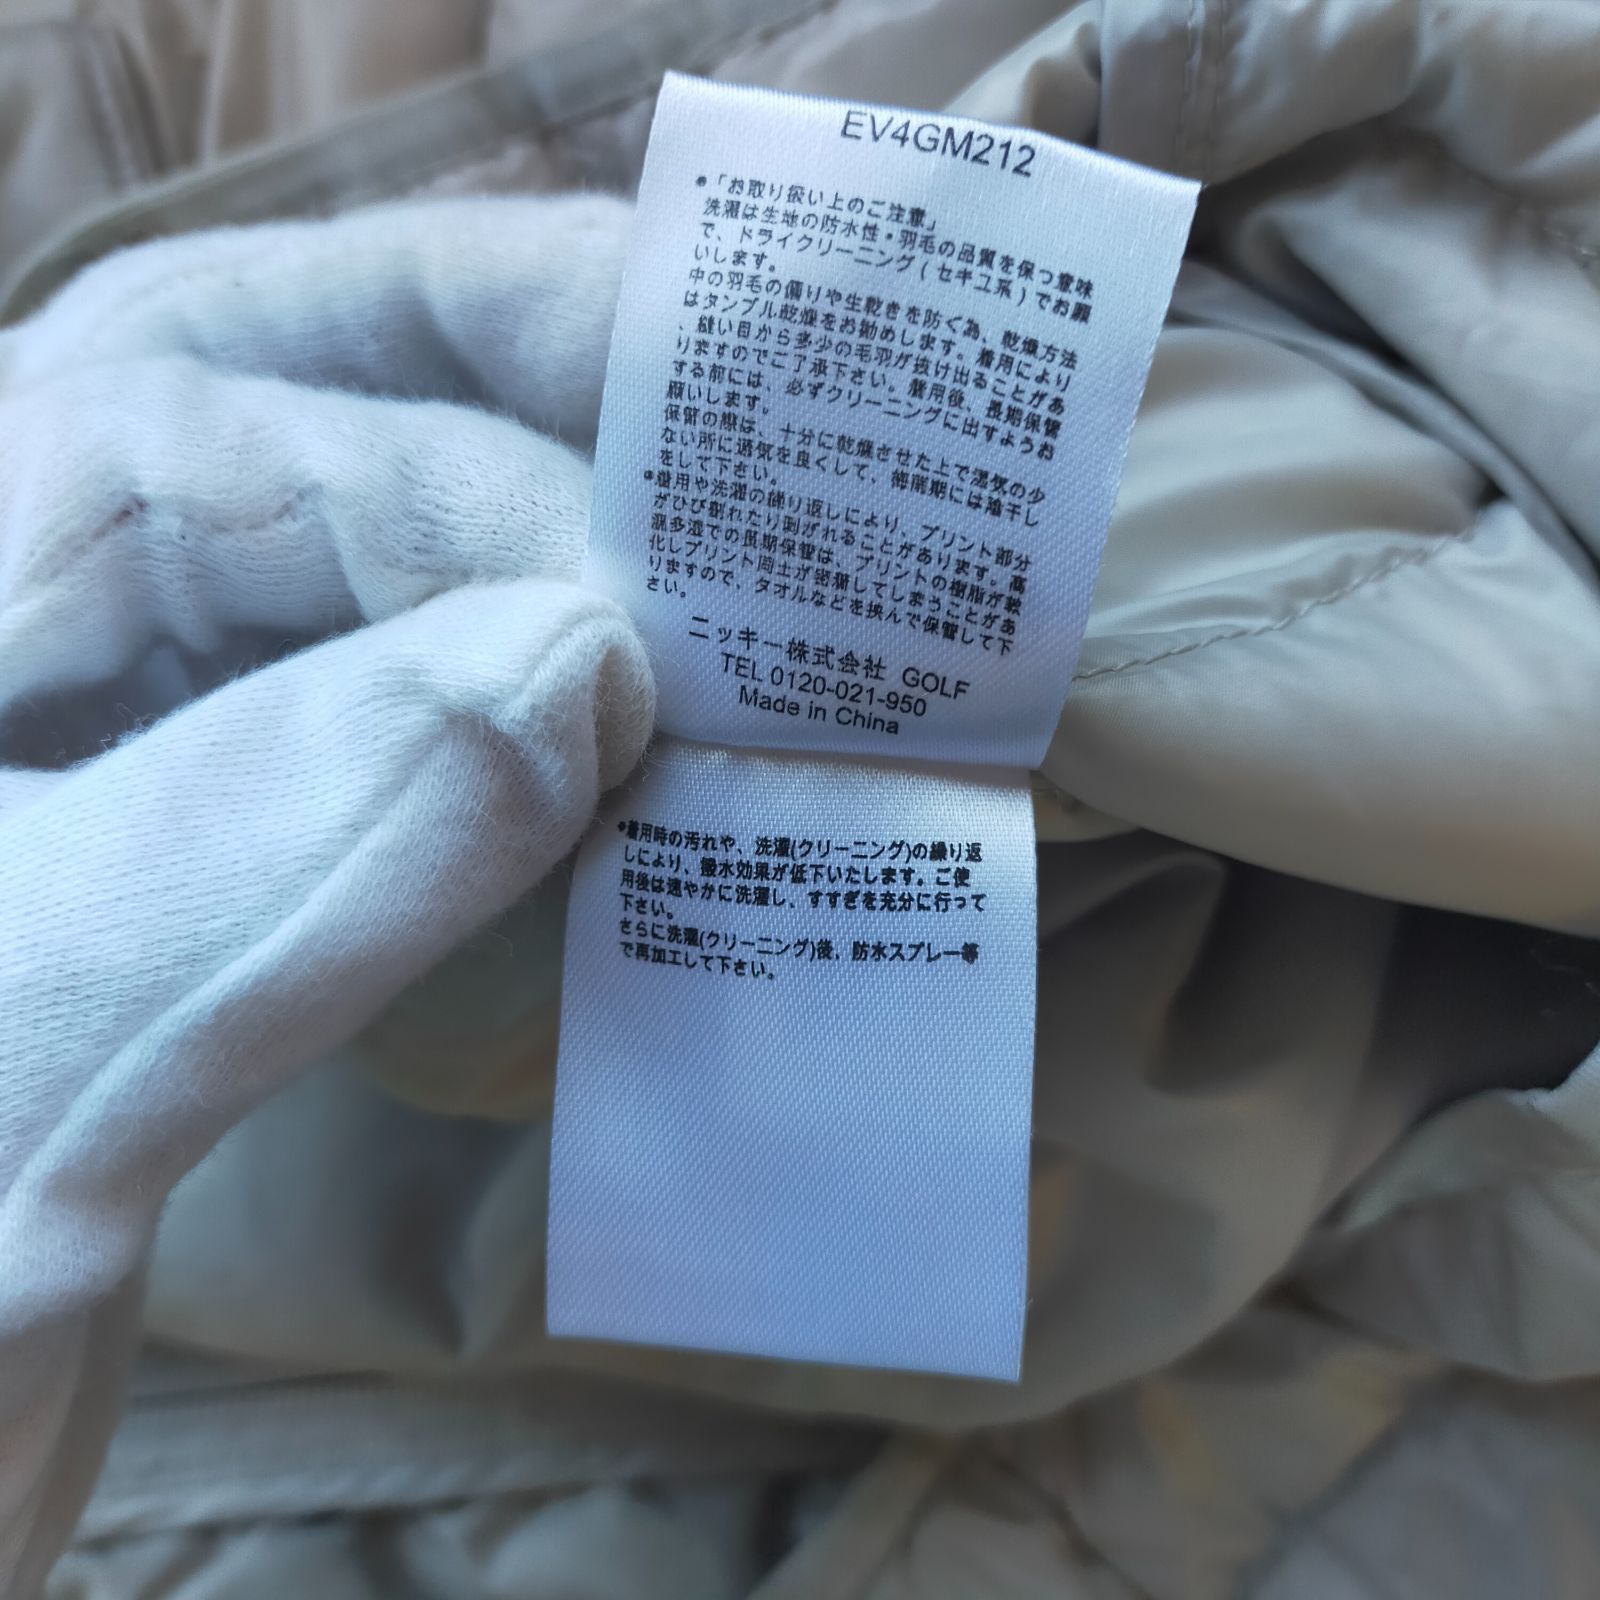 EV4GM212
●「お取り扱い上のご注意」
洗濯は生地の防水性・羽毛の品質を保つ意味
で、ドライクリーニング(セキユ系)でお願
いします。
中の羽毛の偏りや生乾きを防ぐ為、乾燥方法
はタンブル乾燥をお勧めします。着用により
、縫い目から多少の毛羽が抜け出ることがあ
りますのでご了承下さい。着用後、長期保管
する前には、必ずクリーニングに出すようお
願いします。
保管の際は、十分に乾燥させた上で湿気の少
ない所に通気を良くして、梅雨期には陰干し
をして下さい。
●着用や洗濯の繰り返しにより、プリント部分
がひび割れたり剥がれることがあります。高
温多湿での長期保管は、プリントの樹脂が軟
化しプリント同士が密着してしまうことがあ
りますので、タオルなどを挟んで保管して下
さい。
ニッキー株式会社 GOLF
TEL 0120-021-950
Made in China
●着用時の汚れや、洗濯(クリーニング)の繰り返
しにより、撥水効果が低下いたします。ご使
用後は速やかに洗濯し、すすぎを充分に行って
下さい。
さらに洗濯(クリーニング)後、防水スプレー等
で再加工して下さい。